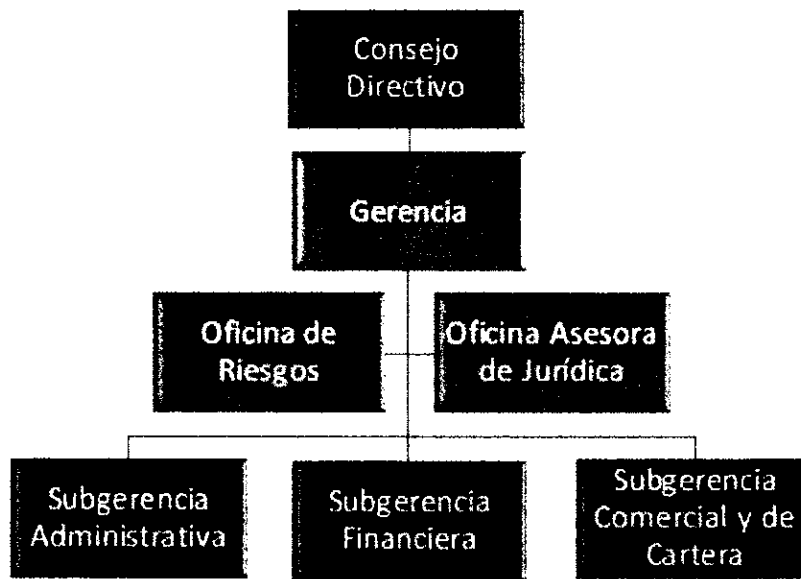 Consejo
Directivo
Gerencia
Oficina de
Riesgos
Oficina Asesora
de Jurídica
Subgerencia
Administrativa
Subgerencia
Financiera
Subgerencia
Comercial y de
Cartera